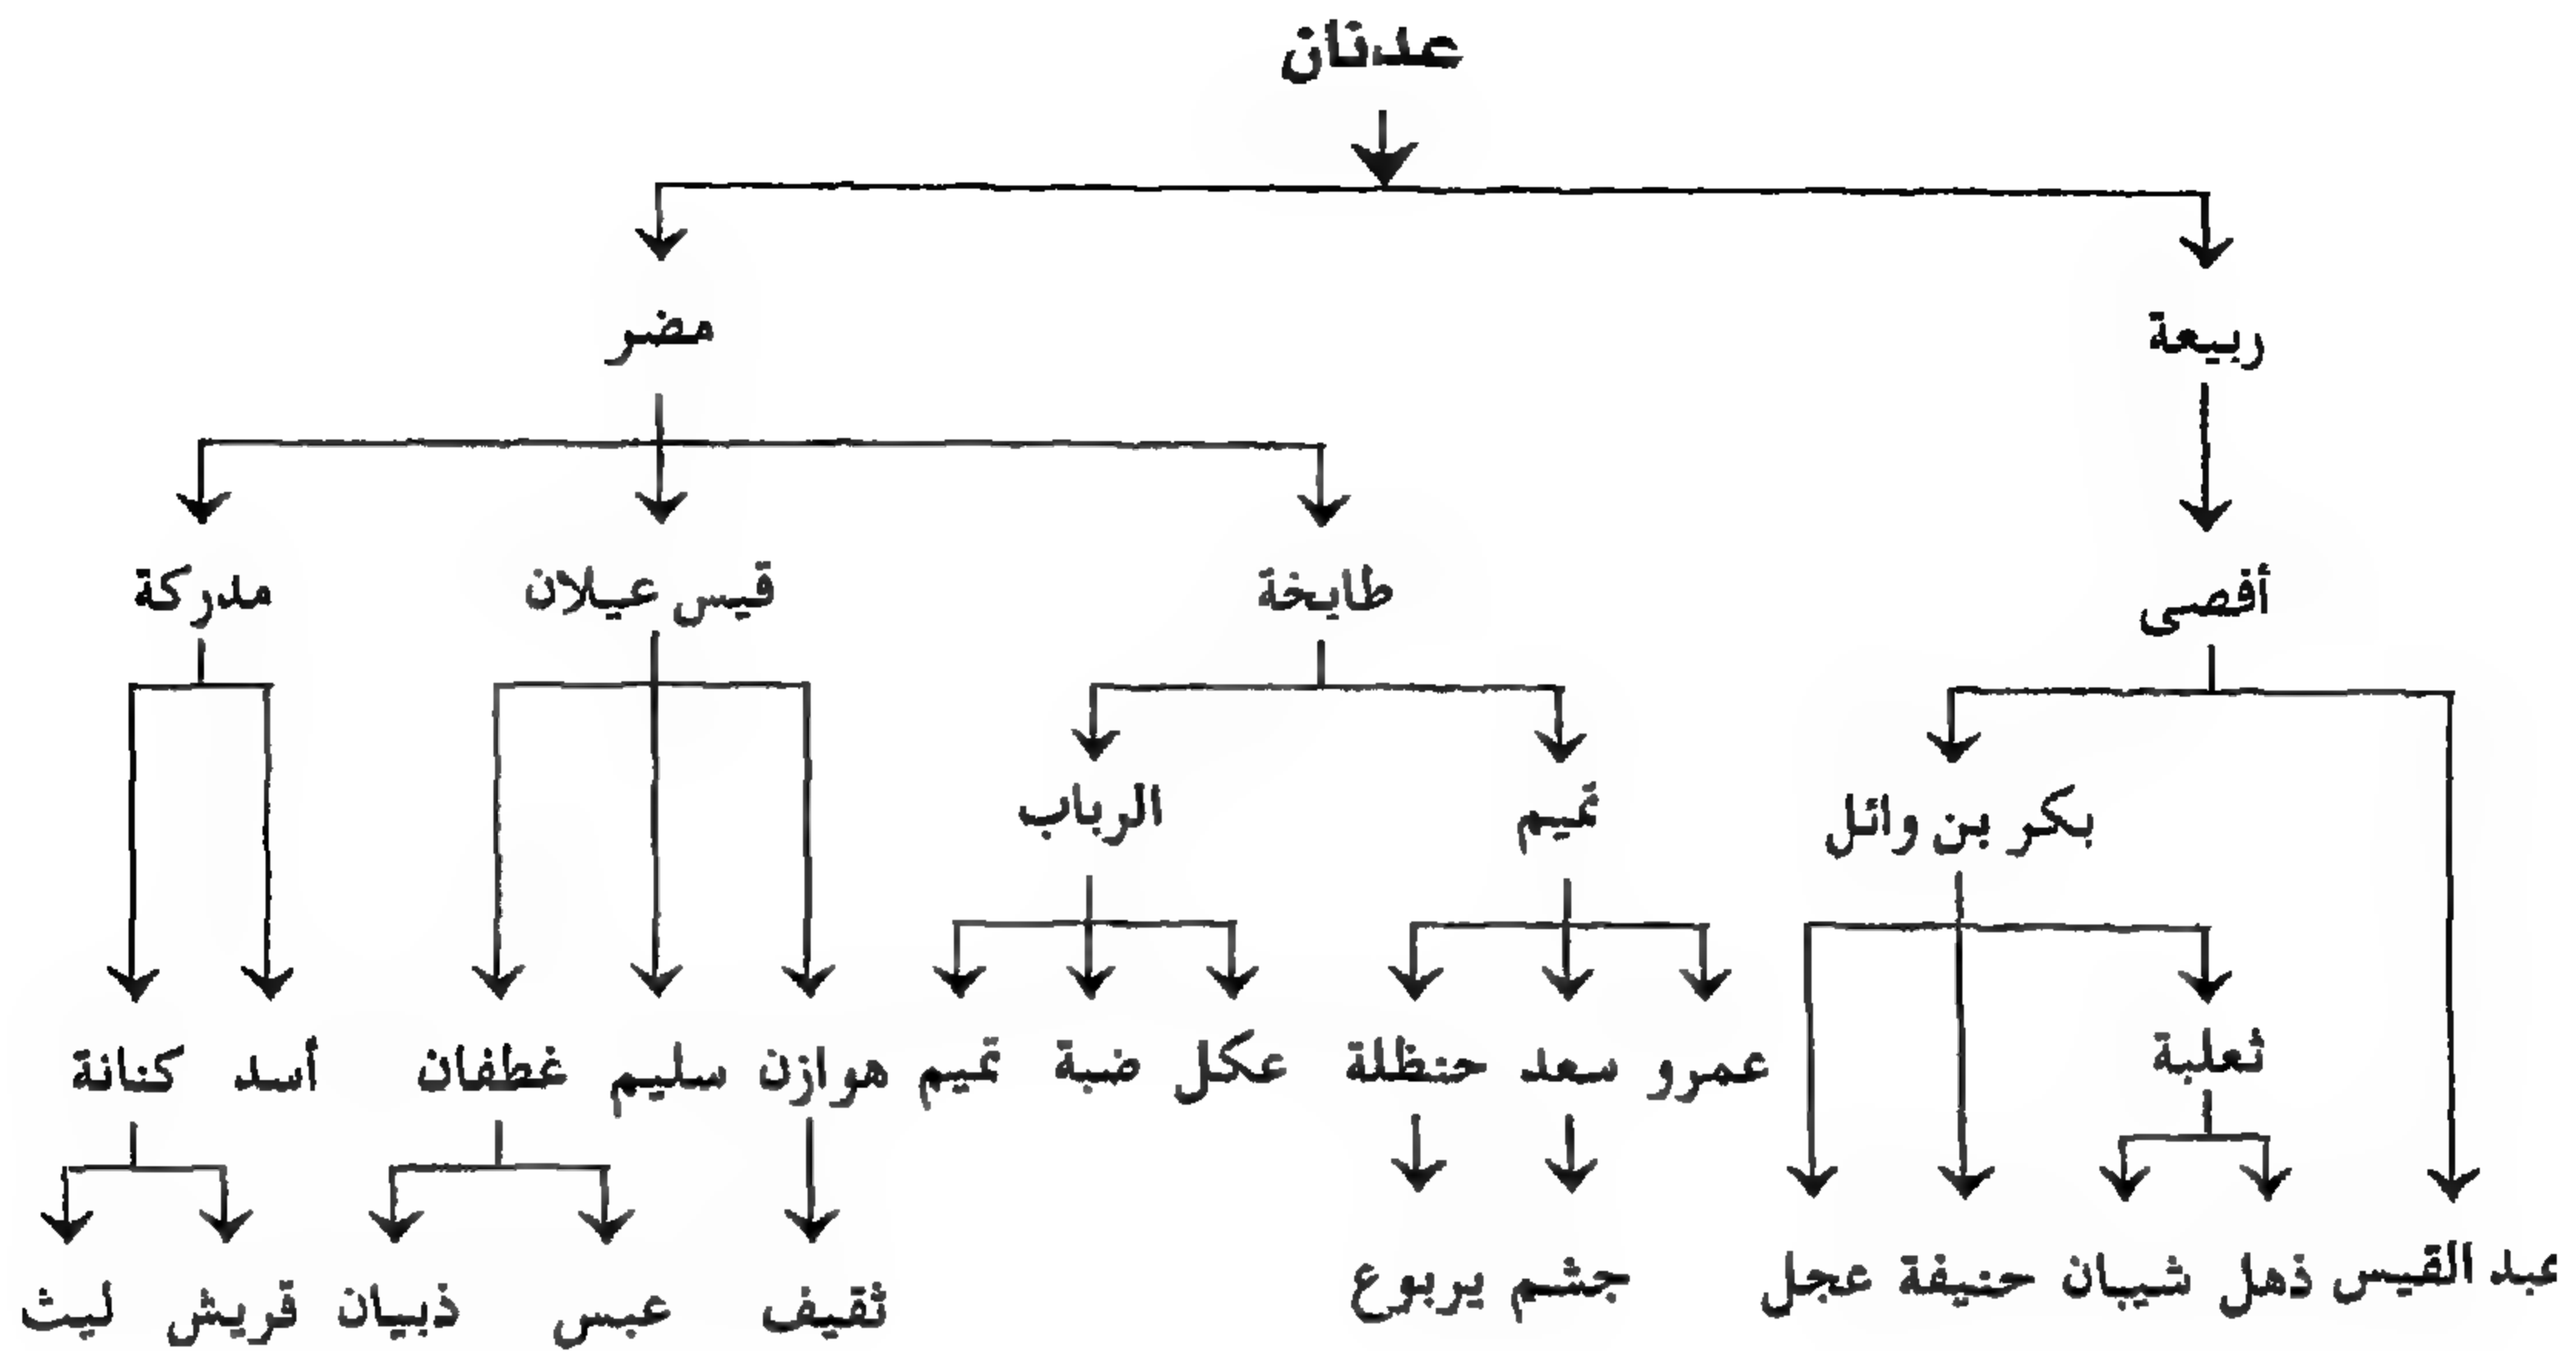 عدنان
ربيعة مضر
أفصى طابخة قيس عيلان مدركة
بكر بن وائل تميم الرباب
ثعلبة عمرو سعد حنظلة عكل ضبة تميم هوازن سليم غطفان أسد كنانة
عبد القيس ذهل شيبان حنيفة عجل جشم يربوع ثقيف عبس ذبيان قريش ليث